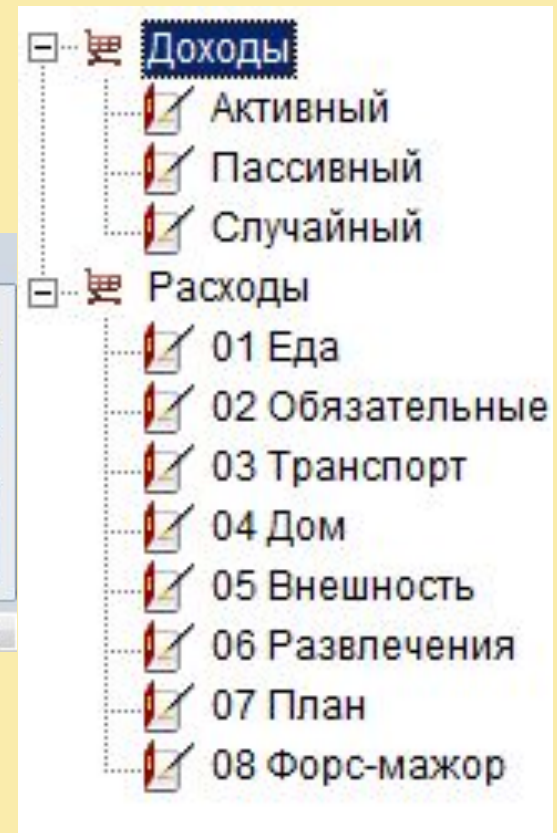 Доходы
Активный
Пассивный
Случайный
Расходы
01 Еда
02 Обязательные
03 Транспорт
04 Дом
05 Внешность
06 Развлечения
07 План
08 Форс-мажор